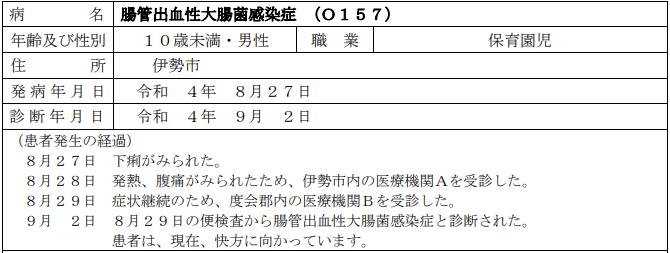 病　　　　名　腸管出血性大腸菌感染症　（Ｏ１５７）
年齢及び性別　１０歳未満・男性　職　業　保育園児
住　　　　所　伊勢市
発 病 年 月 日　令和　４年　８月２７日
診 断 年 月 日　令和　４年　９月　２日
（患者発生の経過）
８月２７日　下痢がみられた。
８月２８日　発熱、腹痛がみられたため、伊勢市内の医療機関Ａを受診した。
８月２９日　症状継続のため、度会郡内の医療機関Ｂを受診した。
９月　２日　８月２９日の便検査から腸管出血性大腸菌感染症と診断された。
患者は、現在、快方に向かっています。